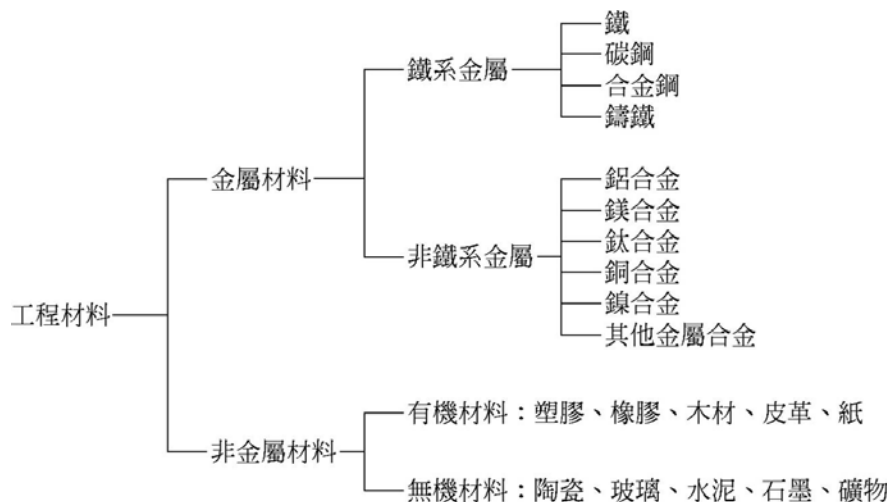 鐵
碳鋼
鐵系金屬
合金鋼
鑄鐵
金屬材料
鋁合金
鎂合金
鈦合金
非鐵系金屬
銅合金
鎳合金
工程材料
其他金屬合金
有機材料：塑膠、橡膠、木材、皮革、紙
非金屬材料
無機材料：陶瓷、玻璃、水泥、石墨、礦物